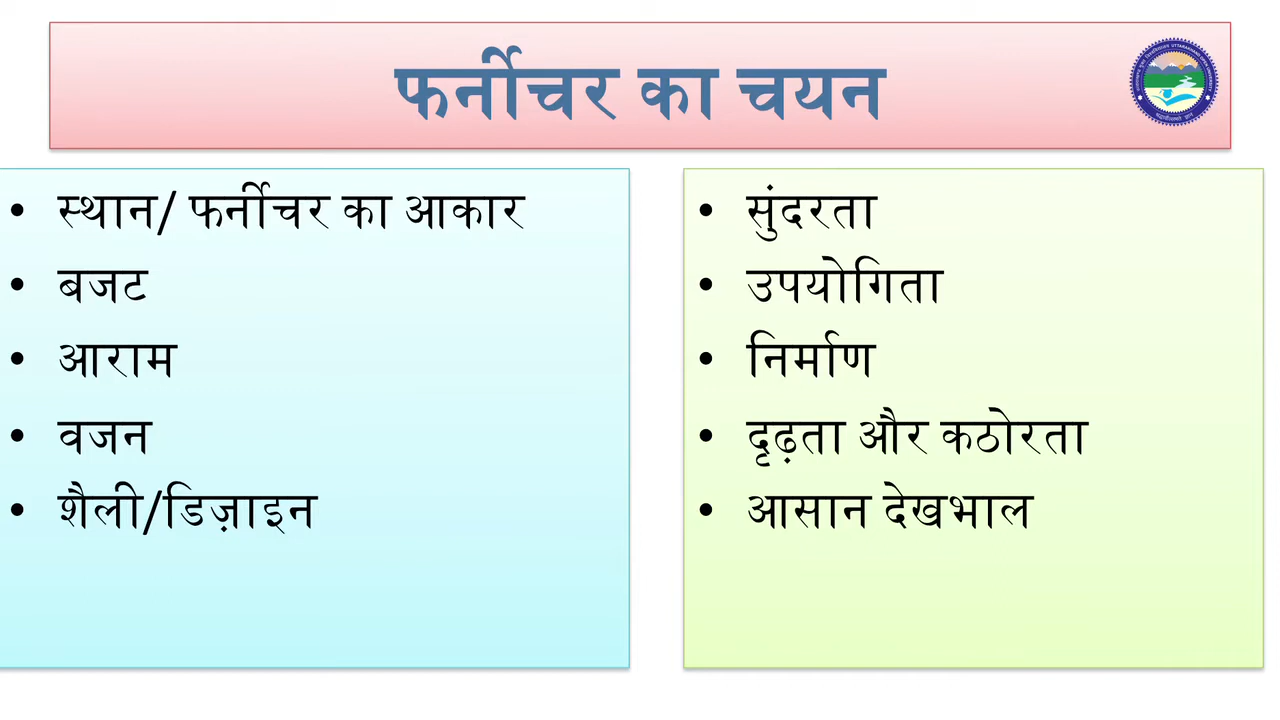 फर्नीचर का चयन
• स्थान/ फर्नीचर का आकार
• बजट
• आराम
• वजन
• शैली/डिज़ाइन
• सुंदरता
• उपयोगिता
• निर्माण
• दृढ़ता और कठोरता
• आसान देखभाल